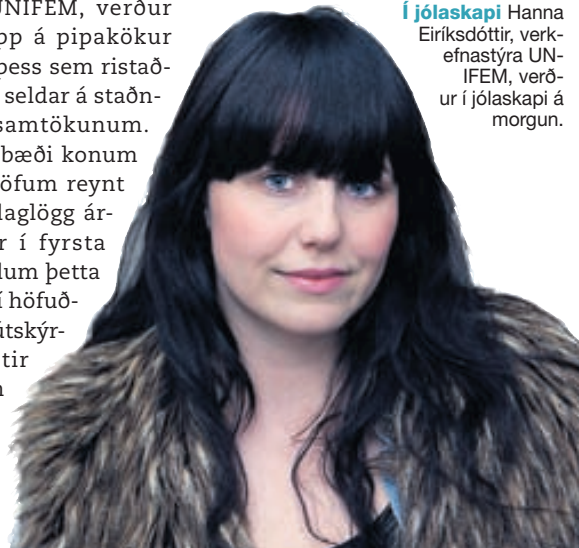 UNIFEM, verður
pp á pipakökur
þess sem ristað-
seldar á staðn-
samtökunum.
bæði konum
öfum reynt
laglögg ár-
r í fyrsta
dum þetta
í höfuð-
útskýr-
tir
n
Í jólaskapi Hanna
Eiríksdóttir, verk-
efnastýra UN-
IFEM, verð-
ur í jólaskapi á
morgun.